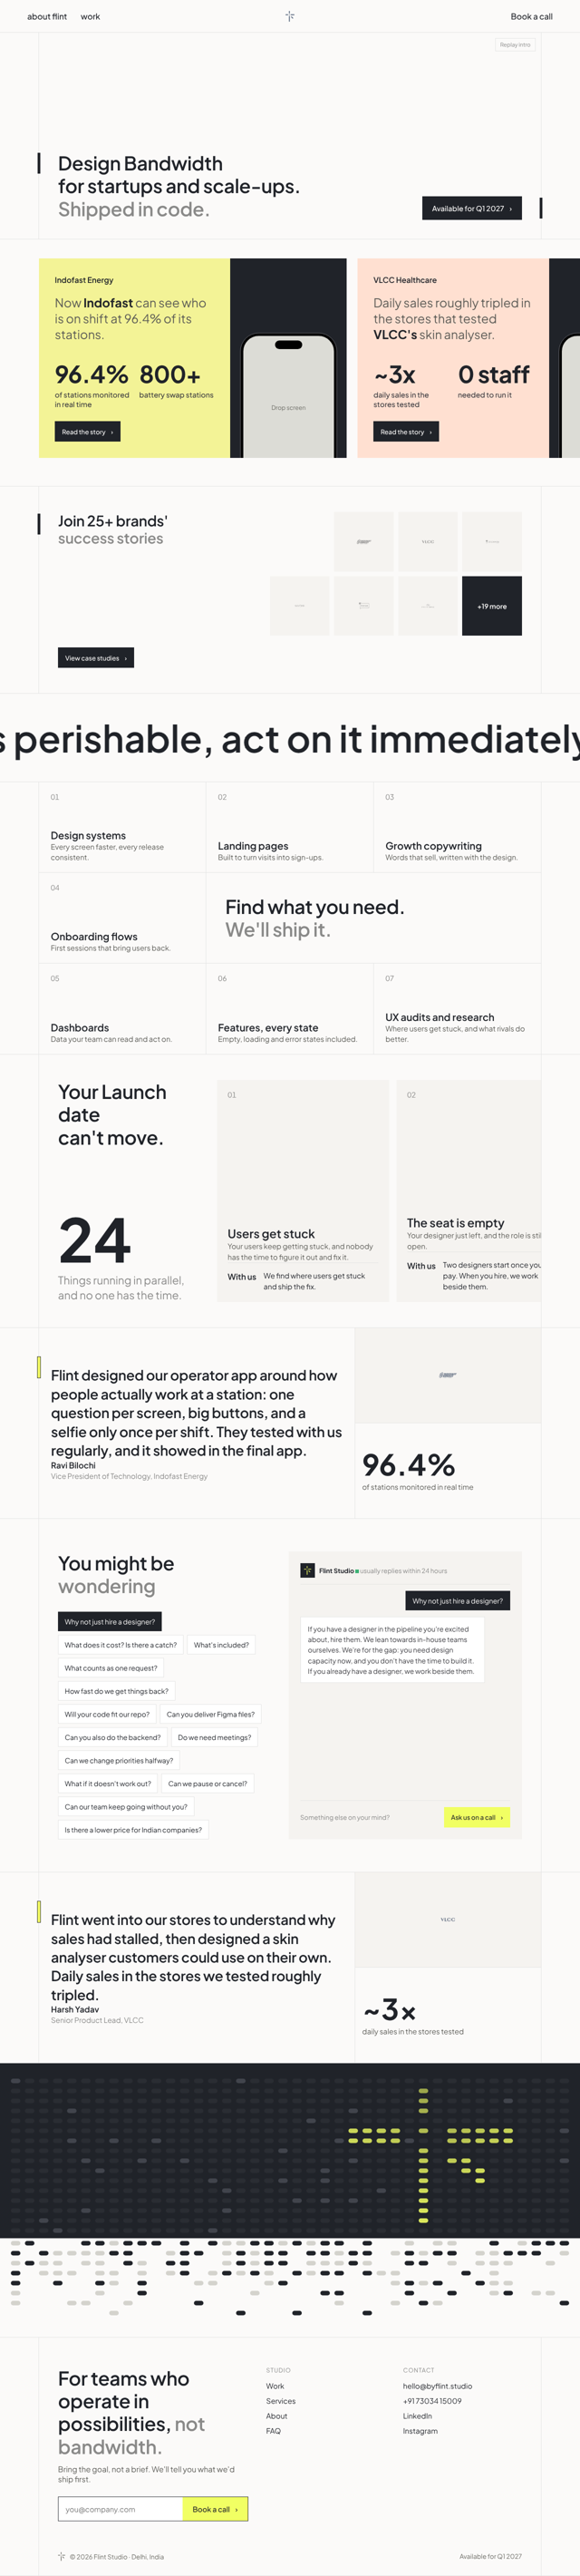 about flint
work
Book a call
Replay intro
Design Bandwidth
for startups and scale-ups.
Shipped in code.
Available for Q1 2027 ›
Indofast Energy
Now Indofast can see who
is on shift at 96.4% of its
stations.
96.4%
of stations monitored
in real time
800+
battery swap stations
Read the story ›
Drop screen
VLCC Healthcare
Daily sales roughly tripled in
the stores that tested
VLCC's skin analyser.
~3x
daily sales in the
stores tested
0 staff
needed to run it
Read the story ›
Join 25+ brands'
success stories
VLCC
+19 more
View case studies ›
s perishable, act on it immediately
01
Design systems
Every screen faster, every release
consistent.
02
Landing pages
Built to turn visits into sign-ups.
03
Growth copywriting
Words that sell, written with the design.
04
Onboarding flows
First sessions that bring users back.
Find what you need.
We'll ship it.
05
Dashboards
Data your team can read and act on.
06
Features, every state
Empty, loading and error states included.
07
UX audits and research
Where users get stuck, and what rivals do
better.
Your Launch
date
can't move.
24
Things running in parallel,
and no one has the time.
01
Users get stuck
Your users keep getting stuck, and nobody
has the time to figure it out and fix it.
With us
We find where users get stuck
and ship the fix.
02
The seat is empty
Your designer just left, and the role is still
open.
With us
Two designers start once you
pay. When you hire, we work
beside them.
Flint designed our operator app around how
people actually work at a station: one
question per screen, big buttons, and a
selfie only once per shift. They tested with us
regularly, and it showed in the final app.
Ravi Bilochi
Vice President of Technology, Indofast Energy
96.4%
of stations monitored in real time
You might be
wondering
Why not just hire a designer?
What does it cost? Is there a catch?
What's included?
What counts as one request?
How fast do we get things back?
Will your code fit our repo?
Can you deliver Figma files?
Can you also do the backend?
Do we need meetings?
Can we change priorities halfway?
What if it doesn't work out?
Can we pause or cancel?
Can our team keep going without you?
Is there a lower price for Indian companies?
Flint Studio usually replies within 24 hours
Why not just hire a designer?
If you have a designer in the pipeline you're excited
about, hire them. We lean towards in-house teams
ourselves. We're for the gap: you need design
capacity now, and you don't have the time to build it.
If you already have a designer, we work beside them.
Something else on your mind?
Ask us on a call ›
Flint went into our stores to understand why
sales had stalled, then designed a skin
analyser customers could use on their own.
Daily sales in the stores we tested roughly
tripled.
Harsh Yadav
Senior Product Lead, VLCC
VLCC
~3x
daily sales in the stores tested
For teams who
operate in
possibilities, not
bandwidth.
Bring the goal, not a brief. We'll tell you what we'd
ship first.
you@company.com
Book a call ›
STUDIO
Work
Services
About
FAQ
CONTACT
hello@byflint.studio
+91 73034 15009
LinkedIn
Instagram
© 2026 Flint Studio · Delhi, India
Available for Q1 2027